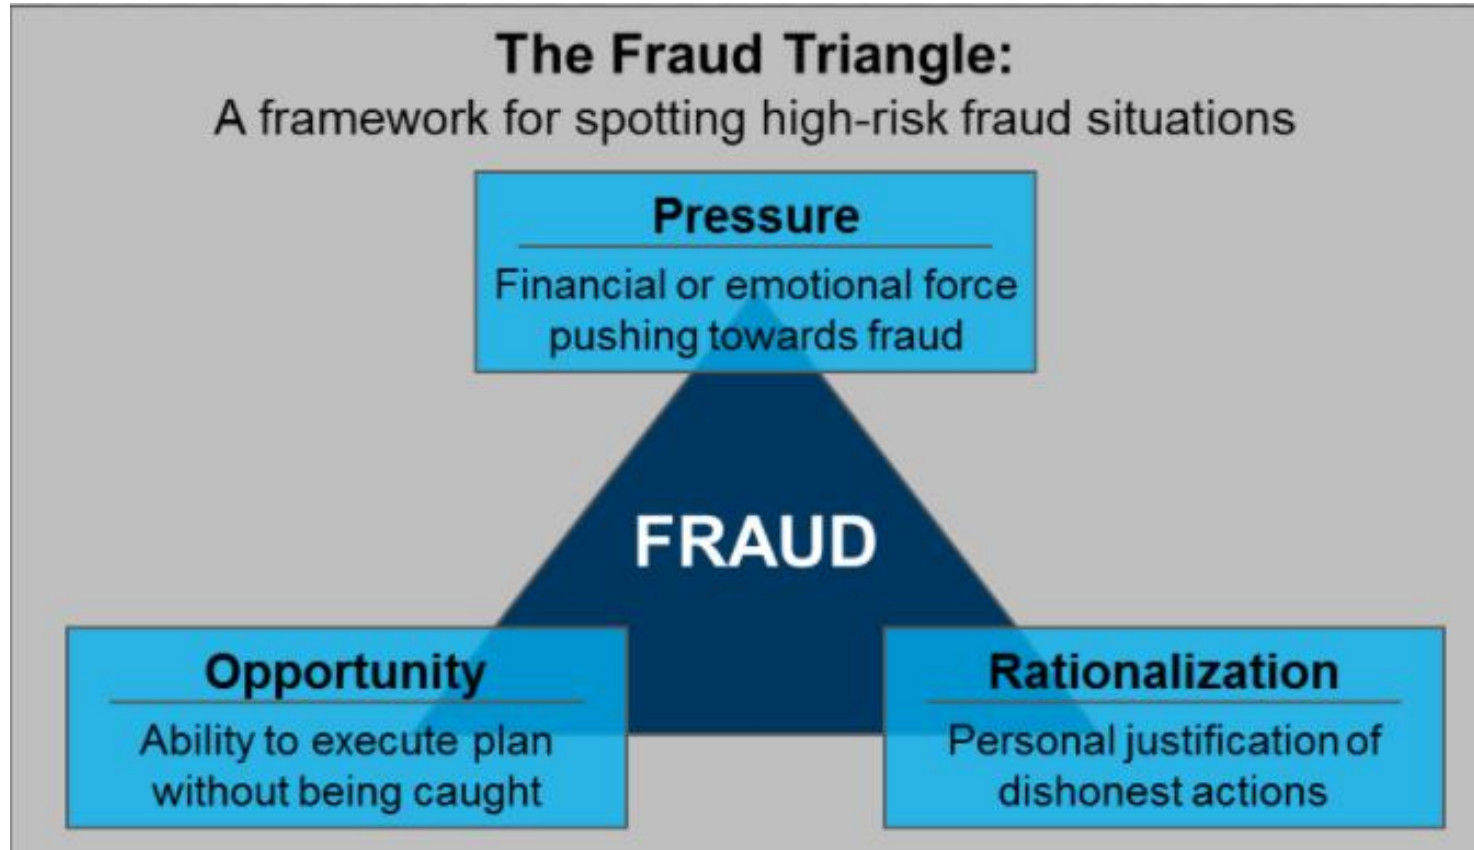 The Fraud Triangle:
A framework for spotting high-risk fraud situations
Pressure
Financial or emotional force
pushing towards fraud
FRAUD
Opportunity
Ability to execute plan
without being caught
Rationalization
Personal justification of
dishonest actions